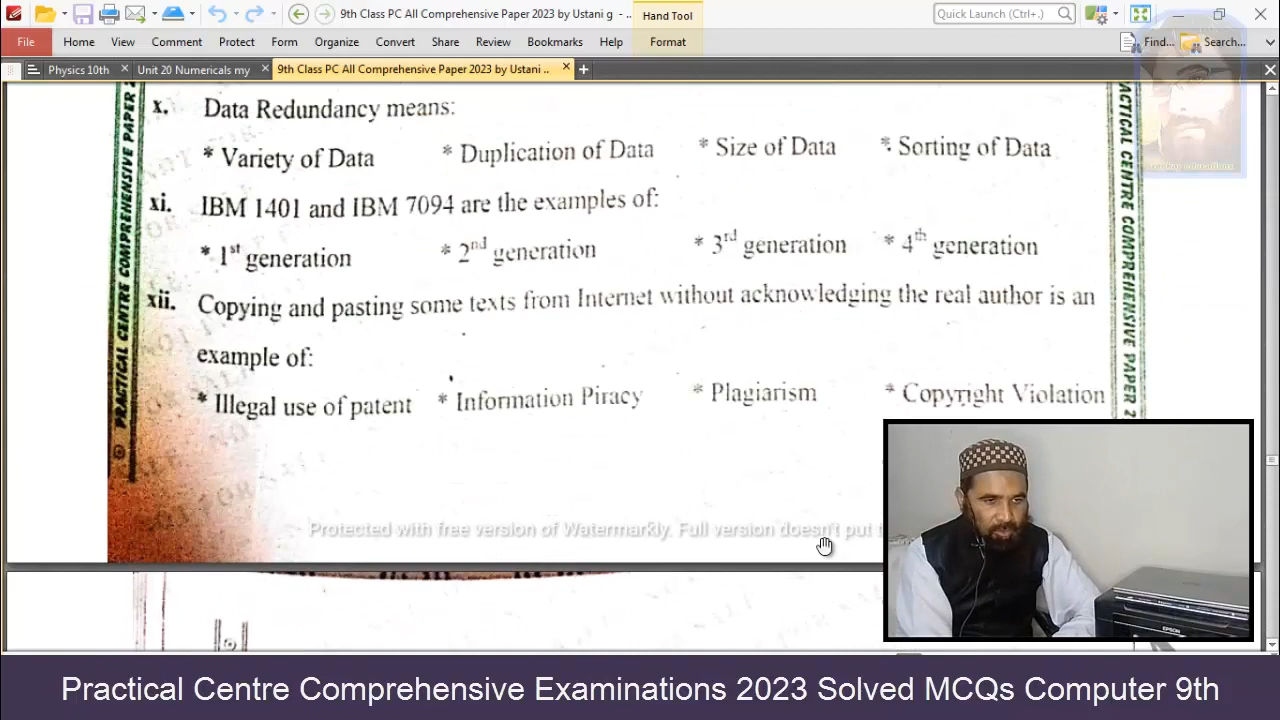 9th Class PC All Comprehensive Paper 2023 by Ustani g - ...
Hand Tool
Quick Launch (Ctrl+.)
File Home View Comment Protect Form Organize Convert Share Review Bookmarks Help Format Find... Search...
Physics 10th Unit 20 Numericals my 9th Class PC All Comprehensive Paper 2023 by Ustani ..
x. Data Redundancy means:
* Variety of Data * Duplication of Data * Size of Data * Sorting of Data
xi. IBM 1401 and IBM 7094 are the examples of:
* 1st generation * 2nd generation * 3rd generation * 4th generation
xii. Copying and pasting some texts from Internet without acknowledging the real author is an
example of:
* Illegal use of patent * Information Piracy * Plagiarism * Copyright Violation
© PRACTICAL CENTRE COMPREHENSIVE PAPER
PRACTICAL CENTRE COMPREHENSIVE PAPER 2
Protected with free version of Watermarkly. Full version doesn't put
EPSON
Practical Centre Comprehensive Examinations 2023 Solved MCQs Computer 9th